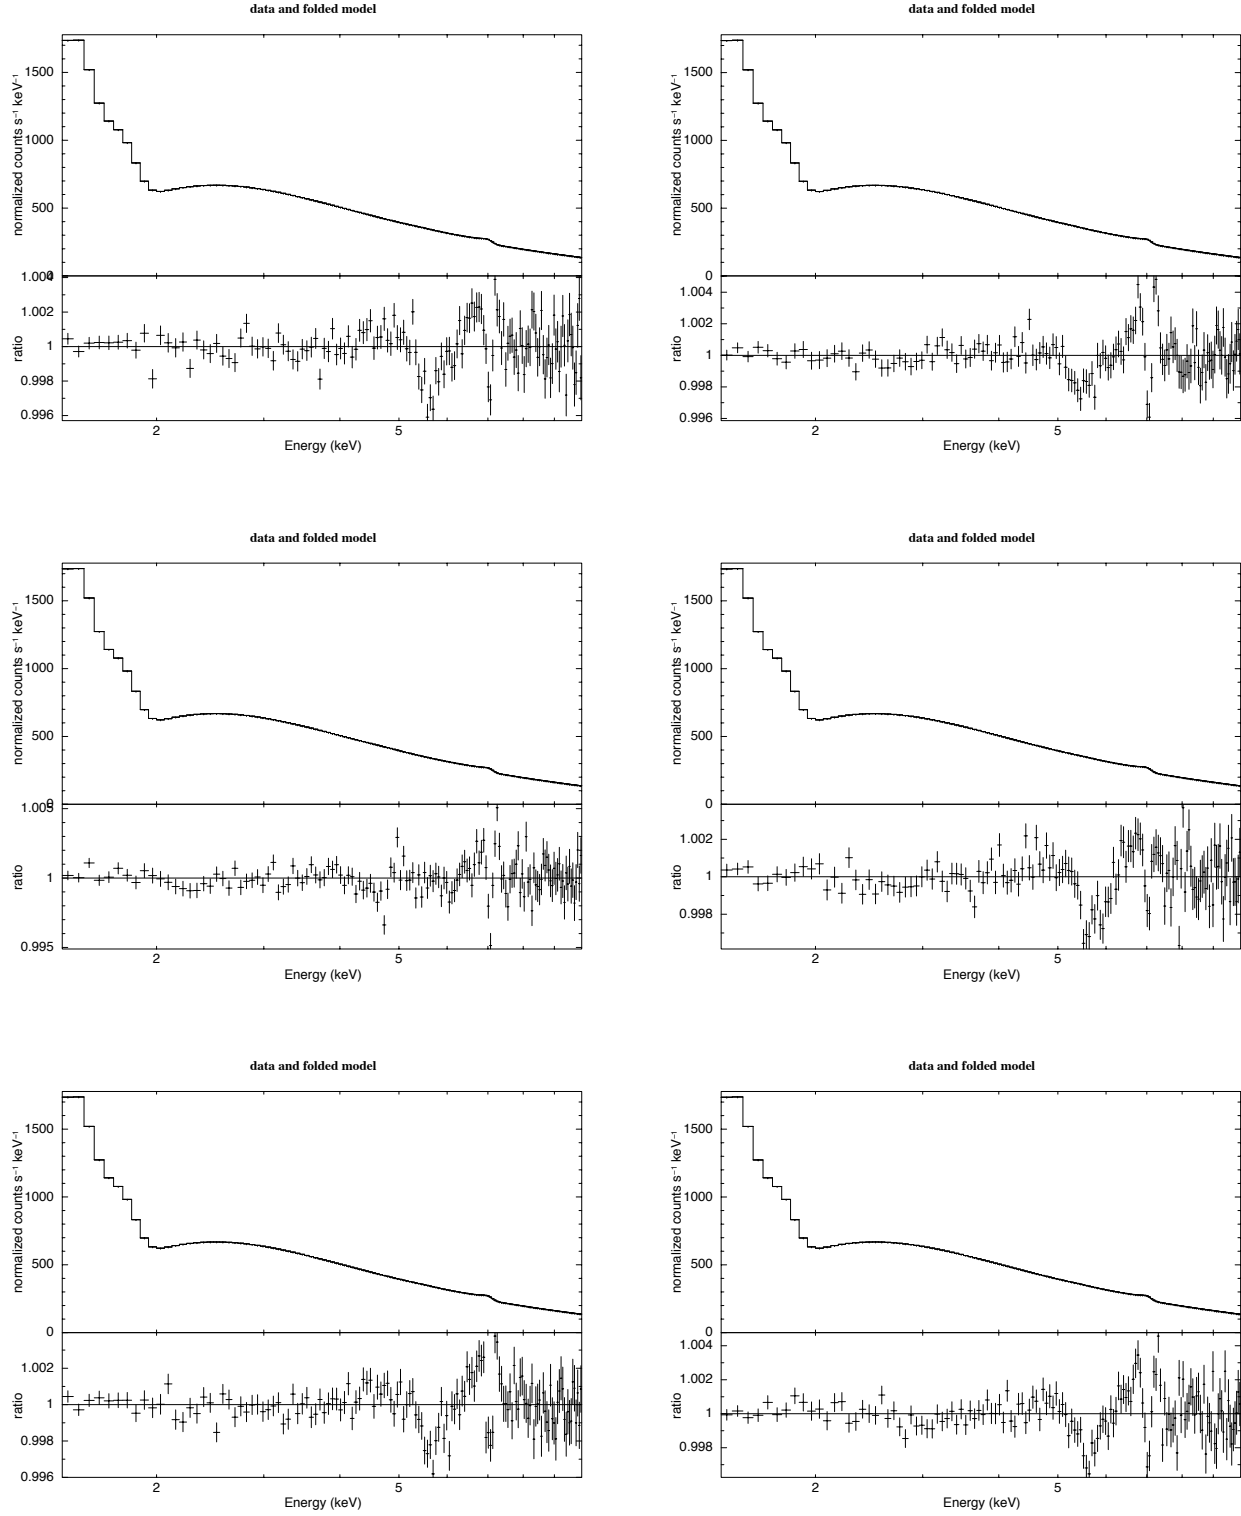 data and folded model
data and folded model
normalized counts s⁻¹ keV⁻¹
1500
1000
500
0
ratio
1.004
1.002
1
0.998
0.996
2
5
Energy (keV)
normalized counts s⁻¹ keV⁻¹
1500
1000
500
0
ratio
1.004
1.002
1
0.998
0.996
2
5
Energy (keV)
data and folded model
data and folded model
normalized counts s⁻¹ keV⁻¹
1500
1000
500
0
ratio
1.005
1
0.995
2
5
Energy (keV)
normalized counts s⁻¹ keV⁻¹
1500
1000
500
0
ratio
1.002
1
0.998
2
5
Energy (keV)
data and folded model
data and folded model
normalized counts s⁻¹ keV⁻¹
1500
1000
500
0
ratio
1.002
1
0.998
0.996
2
5
Energy (keV)
normalized counts s⁻¹ keV⁻¹
1500
1000
500
0
ratio
1.004
1.002
1
0.998
2
5
Energy (keV)